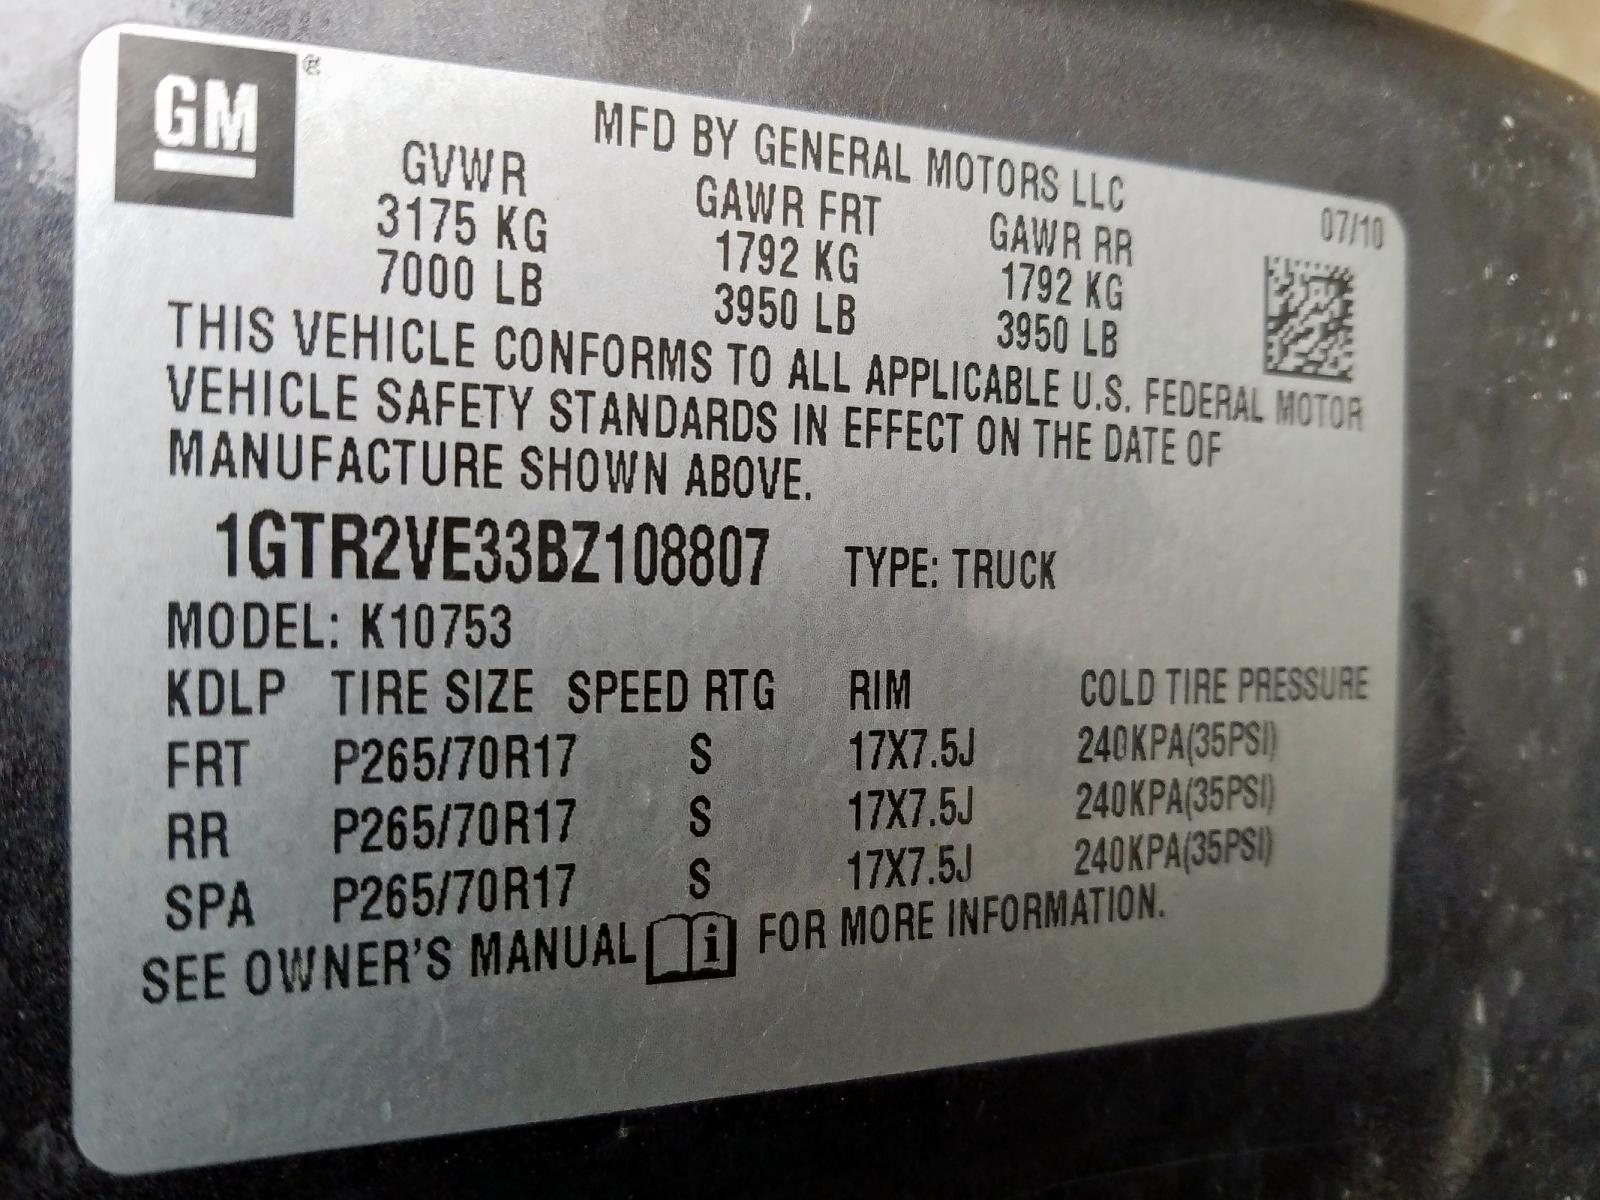 GM
MFD BY GENERAL MOTORS LLC
07/10
GVWR GAWR FRT GAWR RR
3175 KG 1792 KG 1792 KG
7000 LB 3950 LB 3950 LB
THIS VEHICLE CONFORMS TO ALL APPLICABLE U.S. FEDERAL MOTOR
VEHICLE SAFETY STANDARDS IN EFFECT ON THE DATE OF
MANUFACTURE SHOWN ABOVE.
1GTR2VE33BZ108807 TYPE: TRUCK
MODEL: K10753
KDLP TIRE SIZE SPEED RTG RIM COLD TIRE PRESSURE
FRT P265/70R17 S 17X7.5J 240KPA(35PSI)
RR P265/70R17 S 17X7.5J 240KPA(35PSI)
SPA P265/70R17 S 17X7.5J 240KPA(35PSI)
SEE OWNER'S MANUAL i FOR MORE INFORMATION.